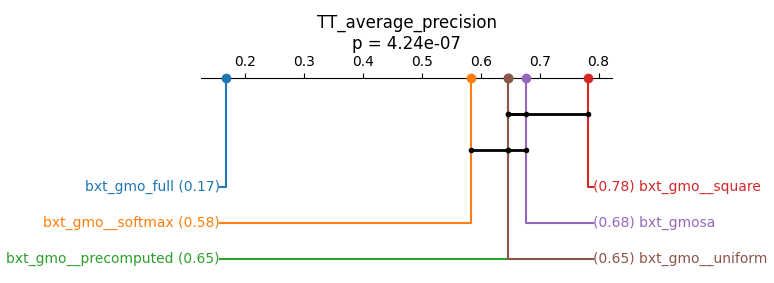 TT_average_precision
p = 4.24e-07
0.2 0.3 0.4 0.5 0.6 0.7 0.8
bxt_gmo_full (0.17)
(0.78) bxt_gmo__square
bxt_gmo__softmax (0.58)
(0.68) bxt_gmosa
bxt_gmo__precomputed (0.65)
(0.65) bxt_gmo__uniform